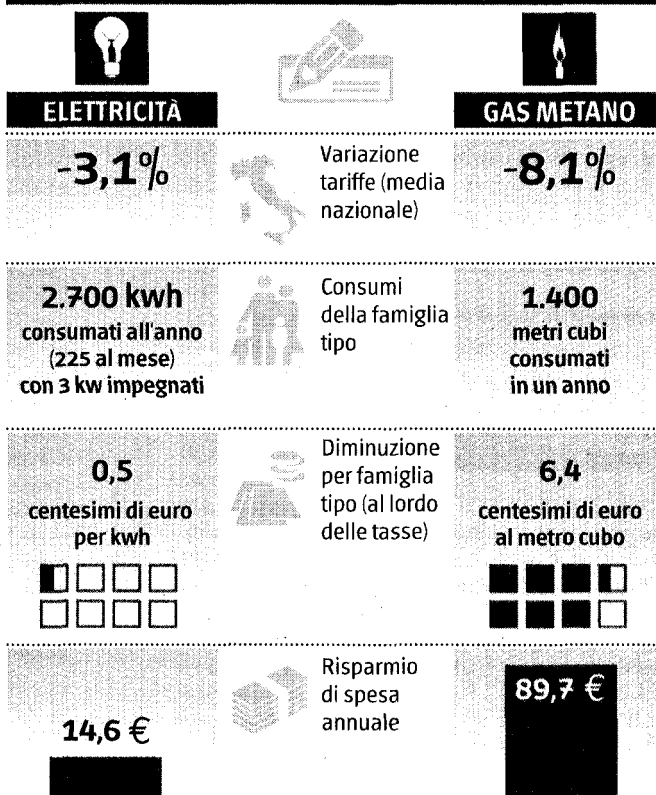 ELETTRICITÀ
GAS METANO
-3,1%
Variazione
tariffe (media
nazionale)
-8,1%
2.700 kwh
consumati all'anno
(225 al mese)
con 3 kw impegnati
Consumi
della famiglia
tipo
1.400
metri cubi
consumati
in un anno
0,5
centesimi di euro
per kwh
Diminuzione
per famiglia
tipo (al lordo
delle tasse)
6,4
centesimi di euro
al metro cubo
14,6 €
Risparmio
di spesa
annuale
89,7 €